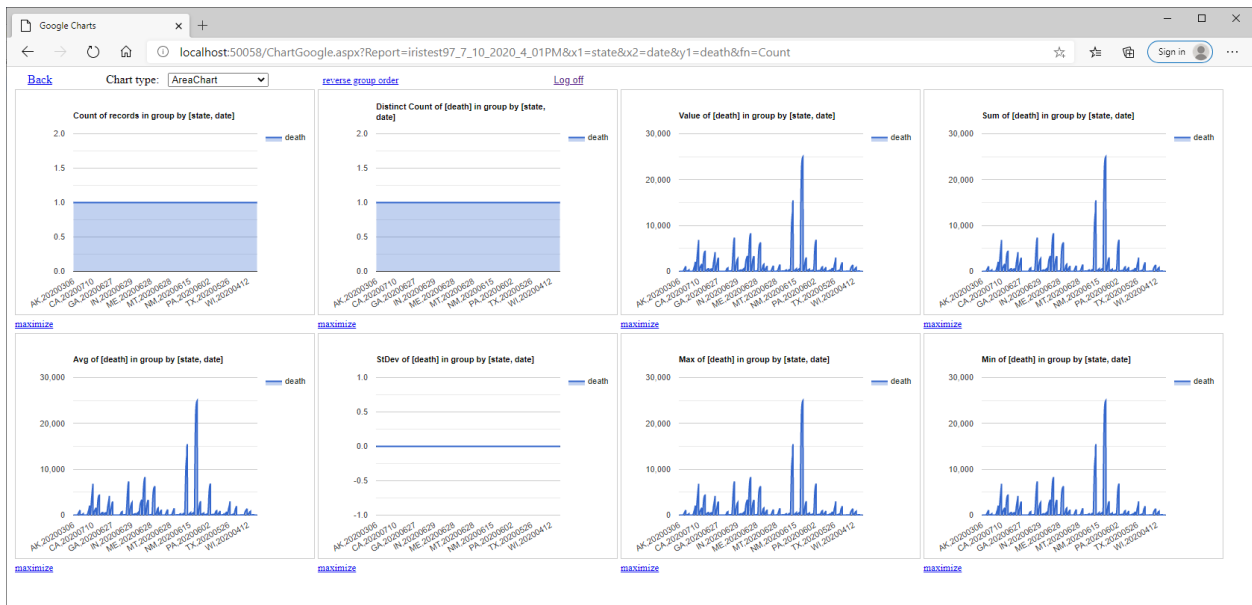 Google Charts
localhost:50058/ChartGoogle.aspx?Report=iristest97_7_10_2020_4_01PM&x1=state&x2=date&y1=death&fn=Count
Sign in
Back Chart type: AreaChart reverse group order Log off
Count of records in group by [state, date]
death
2.0
1.5
1.0
0.5
0.0
AK,20200306 CA,20200710 GA,20200627 IN,20200629 ME,20200628 MT,20200628 NM,20200615 PA,20200602 TX,20200526 WI,20200412
maximize
Distinct Count of [death] in group by [state,
date]
death
2.0
1.5
1.0
0.5
0.0
AK,20200306 CA,20200710 GA,20200627 IN,20200629 ME,20200628 MT,20200628 NM,20200615 PA,20200602 TX,20200526 WI,20200412
maximize
Value of [death] in group by [state, date]
death
30,000
20,000
10,000
0
AK,20200306 CA,20200710 GA,20200627 IN,20200629 ME,20200628 MT,20200628 NM,20200615 PA,20200602 TX,20200526 WI,20200412
maximize
Sum of [death] in group by [state, date]
death
30,000
20,000
10,000
0
AK,20200306 CA,20200710 GA,20200627 IN,20200629 ME,20200628 MT,20200628 NM,20200615 PA,20200602 TX,20200526 WI,20200412
maximize
Avg of [death] in group by [state, date]
death
30,000
20,000
10,000
0
AK,20200306 CA,20200710 GA,20200627 IN,20200629 ME,20200628 MT,20200628 NM,20200615 PA,20200602 TX,20200526 WI,20200412
maximize
StDev of [death] in group by [state, date]
death
1.0
0.5
0.0
-0.5
-1.0
AK,20200306 CA,20200710 GA,20200627 IN,20200629 ME,20200628 MT,20200628 NM,20200615 PA,20200602 TX,20200526 WI,20200412
maximize
Max of [death] in group by [state, date]
death
30,000
20,000
10,000
0
AK,20200306 CA,20200710 GA,20200627 IN,20200629 ME,20200628 MT,20200628 NM,20200615 PA,20200602 TX,20200526 WI,20200412
maximize
Min of [death] in group by [state, date]
death
30,000
20,000
10,000
0
AK,20200306 CA,20200710 GA,20200627 IN,20200629 ME,20200628 MT,20200628 NM,20200615 PA,20200602 TX,20200526 WI,20200412
maximize